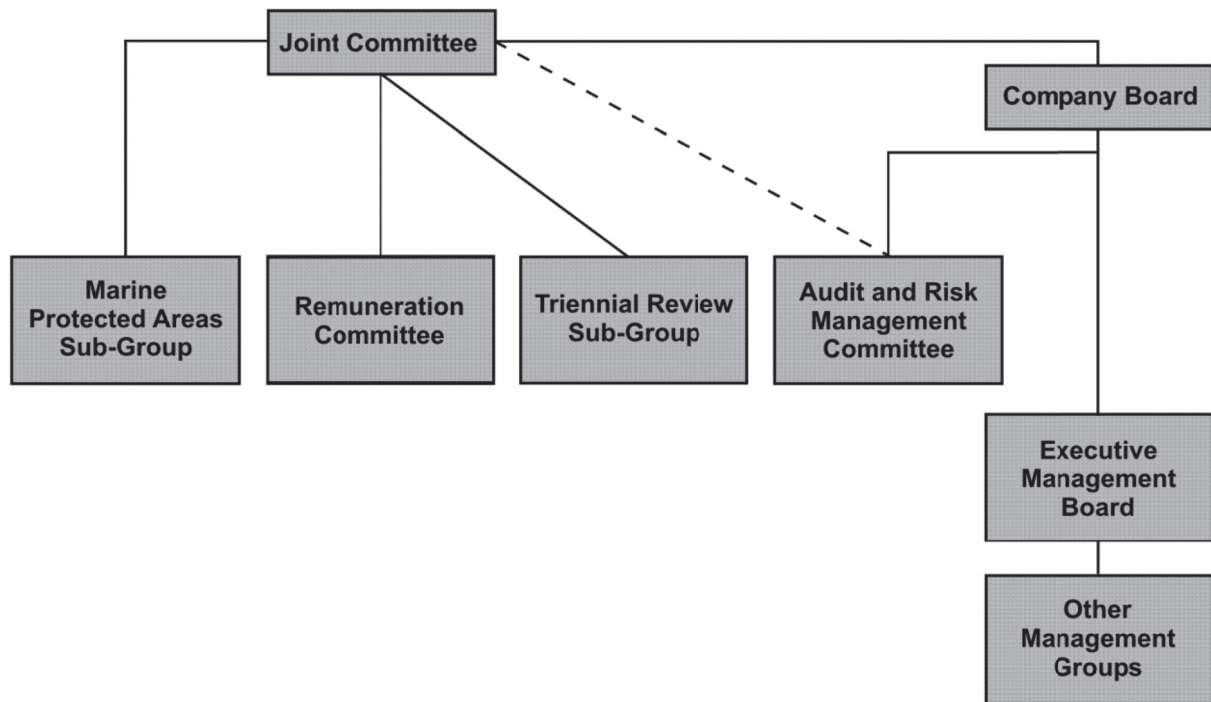 Joint Committee
Company Board
Marine
Protected Areas
Sub-Group
Remuneration
Committee
Triennial Review
Sub-Group
Audit and Risk
Management
Committee
Executive
Management
Board
Other
Management
Groups